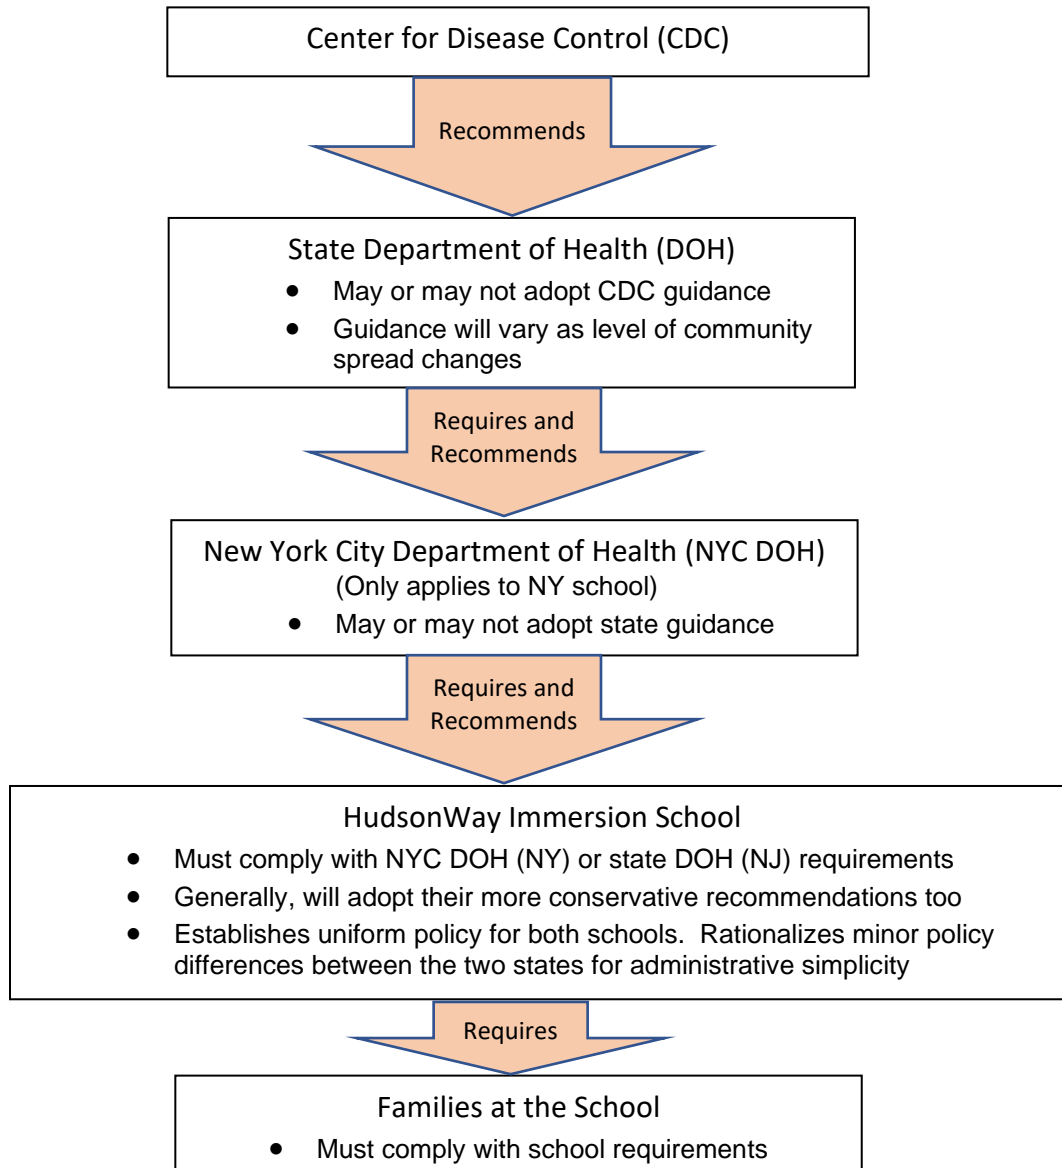 Center for Disease Control (CDC)
Recommends
State Department of Health (DOH)
● May or may not adopt CDC guidance
● Guidance will vary as level of community
spread changes
Requires and
Recommends
New York City Department of Health (NYC DOH)
(Only applies to NY school)
● May or may not adopt state guidance
Requires and
Recommends
HudsonWay Immersion School
● Must comply with NYC DOH (NY) or state DOH (NJ) requirements
● Generally, will adopt their more conservative recommendations too
● Establishes uniform policy for both schools.  Rationalizes minor policy
differences between the two states for administrative simplicity
Requires
Families at the School
● Must comply with school requirements